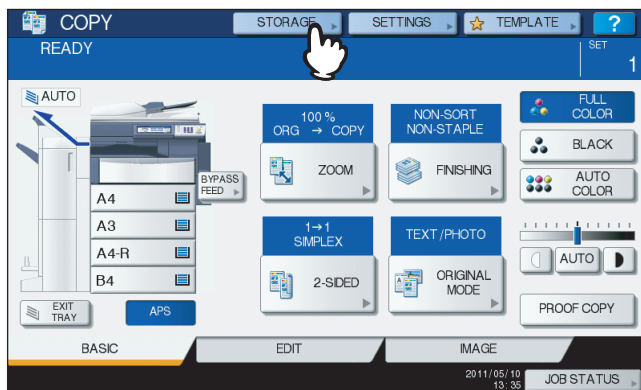 COPY
STORAGE
SETTINGS
TEMPLATE
?
READY
SET
1
AUTO
BYPASS
FEED
A4
A3
A4-R
B4
EXIT
TRAY
APS
100 %
ORG → COPY
ZOOM
NON-SORT
NON-STAPLE
FINISHING
1→1
SIMPLEX
2-SIDED
TEXT/PHOTO
ORIGINAL
MODE
FULL
COLOR
BLACK
AUTO
COLOR
AUTO
PROOF COPY
BASIC
EDIT
IMAGE
2011/05/10
13:35
JOB STATUS